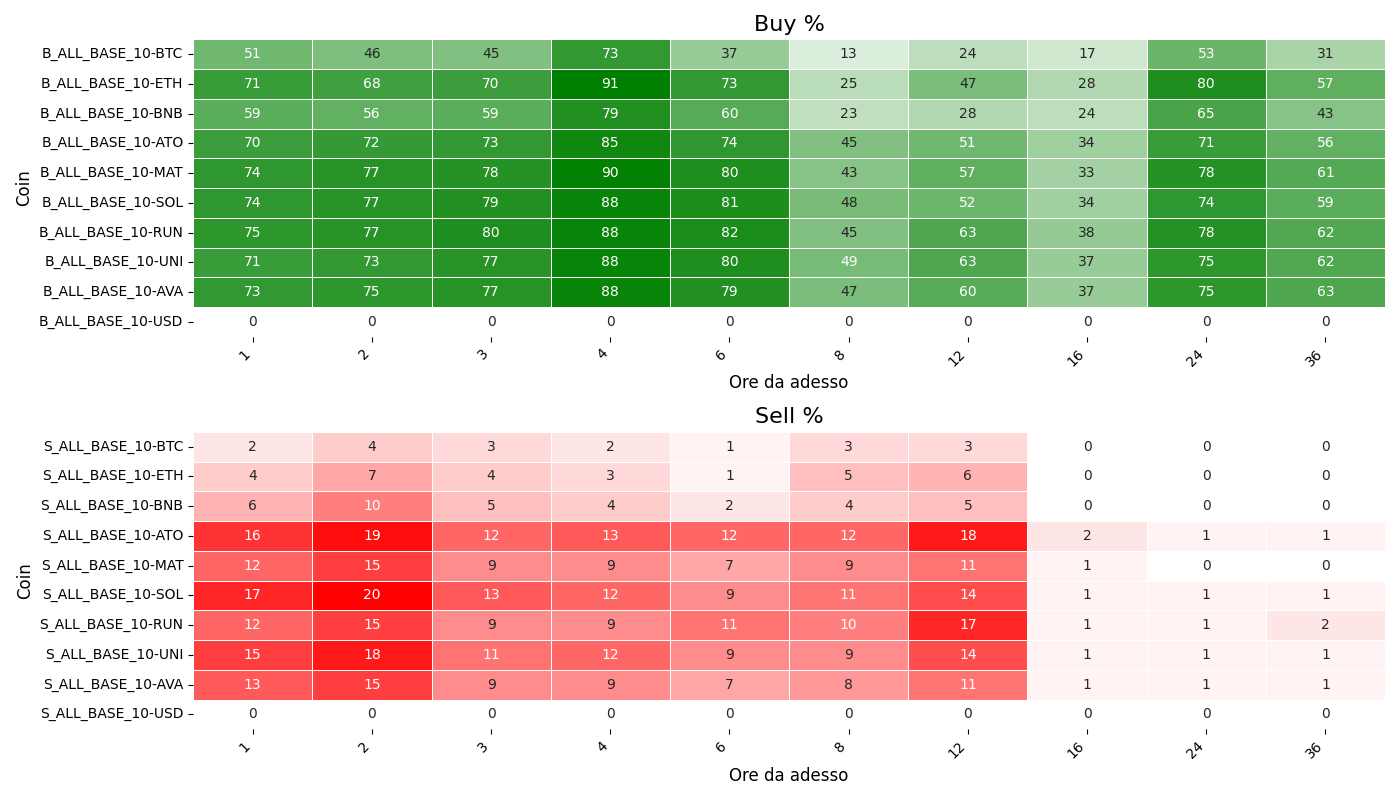 Buy %
Coin
B_ALL_BASE_10-BTC 51 46 45 73 37 13 24 17 53 31
B_ALL_BASE_10-ETH 71 68 70 91 73 25 47 28 80 57
B_ALL_BASE_10-BNB 59 56 59 79 60 23 28 24 65 43
B_ALL_BASE_10-ATO 70 72 73 85 74 45 51 34 71 56
B_ALL_BASE_10-MAT 74 77 78 90 80 43 57 33 78 61
B_ALL_BASE_10-SOL 74 77 79 88 81 48 52 34 74 59
B_ALL_BASE_10-RUN 75 77 80 88 82 45 63 38 78 62
B_ALL_BASE_10-UNI 71 73 77 88 80 49 63 37 75 62
B_ALL_BASE_10-AVA 73 75 77 88 79 47 60 37 75 63
B_ALL_BASE_10-USD 0 0 0 0 0 0 0 0 0 0
1 2 3 4 6 8 12 16 24 36
Ore da adesso
Sell %
Coin
S_ALL_BASE_10-BTC 2 4 3 2 1 3 3 0 0 0
S_ALL_BASE_10-ETH 4 7 4 3 1 5 6 0 0 0
S_ALL_BASE_10-BNB 6 10 5 4 2 4 5 0 0 0
S_ALL_BASE_10-ATO 16 19 12 13 12 12 18 2 1 1
S_ALL_BASE_10-MAT 12 15 9 9 7 9 11 1 0 0
S_ALL_BASE_10-SOL 17 20 13 12 9 11 14 1 1 1
S_ALL_BASE_10-RUN 12 15 9 9 11 10 17 1 1 2
S_ALL_BASE_10-UNI 15 18 11 12 9 9 14 1 1 1
S_ALL_BASE_10-AVA 13 15 9 9 7 8 11 1 1 1
S_ALL_BASE_10-USD 0 0 0 0 0 0 0 0 0 0
1 2 3 4 6 8 12 16 24 36
Ore da adesso